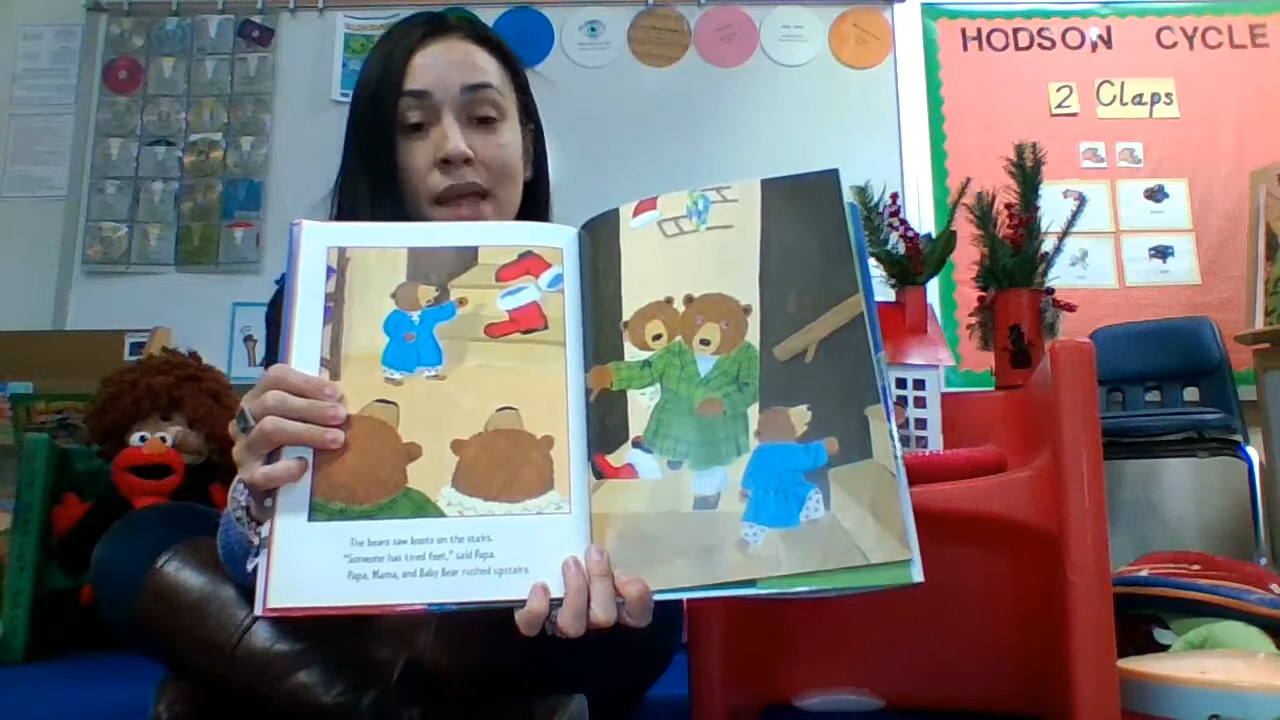 HODSON CYCLE
2 Claps
The bears saw boots on the stairs.
"Someone has tired feet," said Papa.
Papa, Mama, and Baby Bear rushed upstairs.